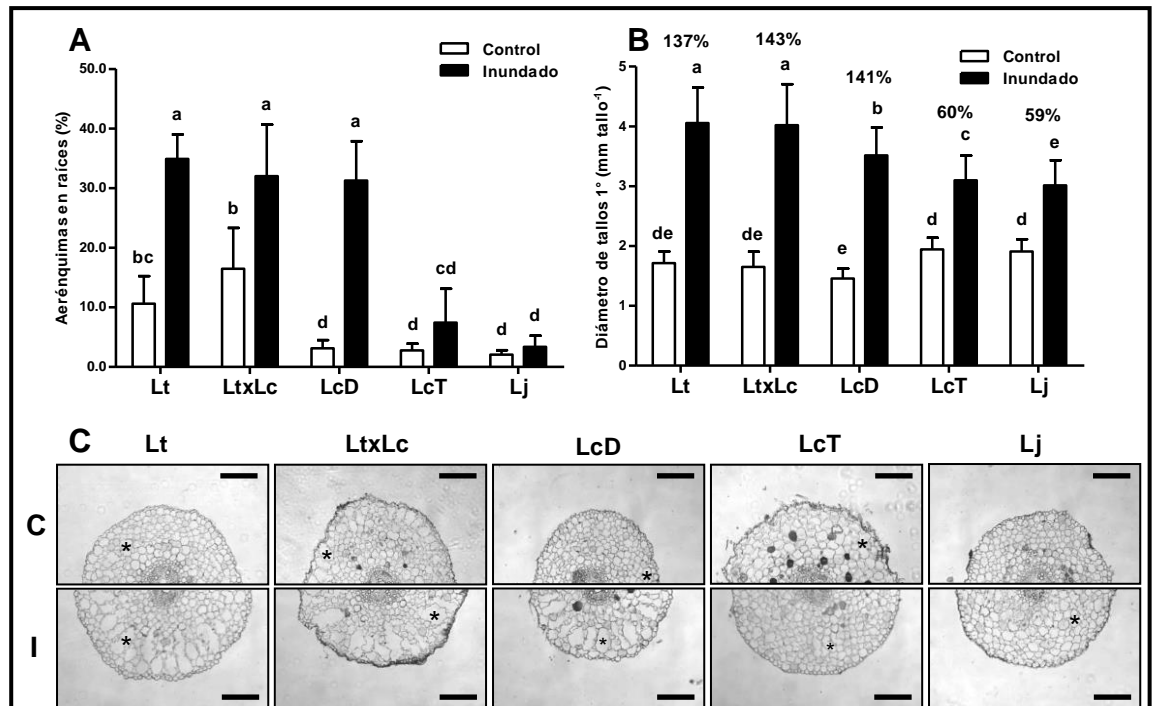 A
Control
Inundado
Aerénquimas en raíces (%)
50.0
40.0
30.0
20.0
10.0
0.0
bc
a
b
a
d
a
d
cd
d
d
Lt
LtxLc
LcD
LcT
Lj
B
Control
Inundado
Diámetro de tallos 1° (mm tallo-1)
5
4
3
2
1
0
137%
143%
141%
60%
59%
de
a
de
a
e
b
d
c
d
e
Lt
LtxLc
LcD
LcT
Lj
C
Lt
LtxLc
LcD
LcT
Lj
C
*
*
*
*
I
*
*
*
*
*